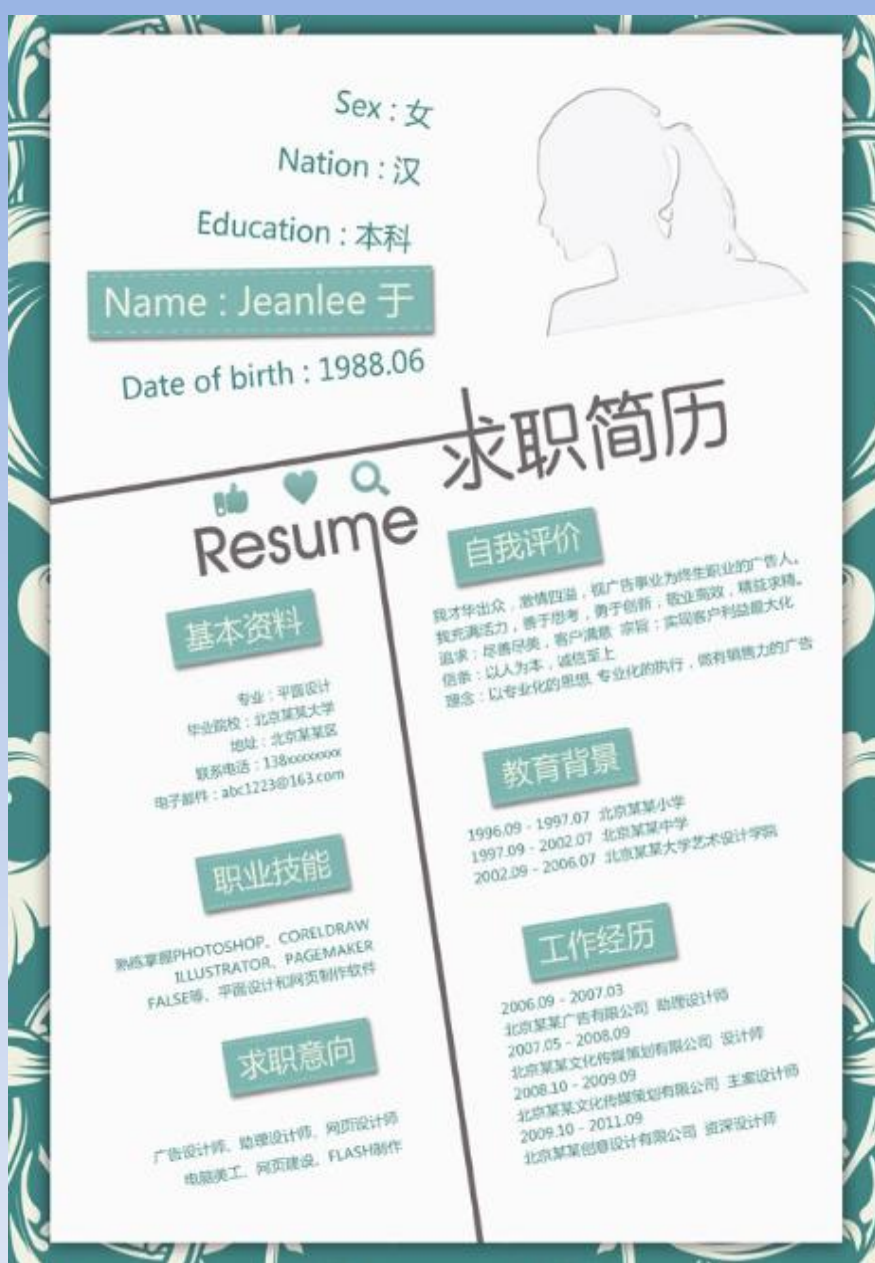 Sex : 女
Nation : 汉
Education : 本科
Name : Jeanlee 于
Date of birth : 1988.06
求职简历
Resume
基本资料
专业：平面设计
毕业院校：北京某某大学
地址：北京某某区
联系电话：138xxxxxxxx
电子邮件：abc1223@163.com
职业技能
熟练掌握PHOTOSHOP、CORELDRAW
ILLUSTRATOR、PAGEMAKER
FALSE等、平面设计和网页制作软件
求职意向
广告设计师、助理设计师、网页设计师
电脑美工、网页建设、FLASH制作
自我评价
我才华出众，激情四溢，视广告事业为终生职业的广告人。
我充满活力，善于思考，勇于创新，敬业高效，精益求精。
追求：尽善尽美，客户满意 宗旨：实现客户利益最大化
信条：以人为本，诚信至上
理念：以专业化的思想 专业化的执行，做有销售力的广告
教育背景
1996.09 - 1997.07 北京某某小学
1997.09 - 2002.07 北京某某中学
2002.09 - 2006.07 北京某某大学艺术设计学院
工作经历
2006.09 - 2007.03
北京某某广告有限公司 助理设计师
2007.05 - 2008.09
北京某某文化传媒策划有限公司 设计师
2008.10 - 2009.09
北京某某文化传媒策划有限公司 主案设计师
2009.10 - 2011.09
北京某某创意设计有限公司 资深设计师